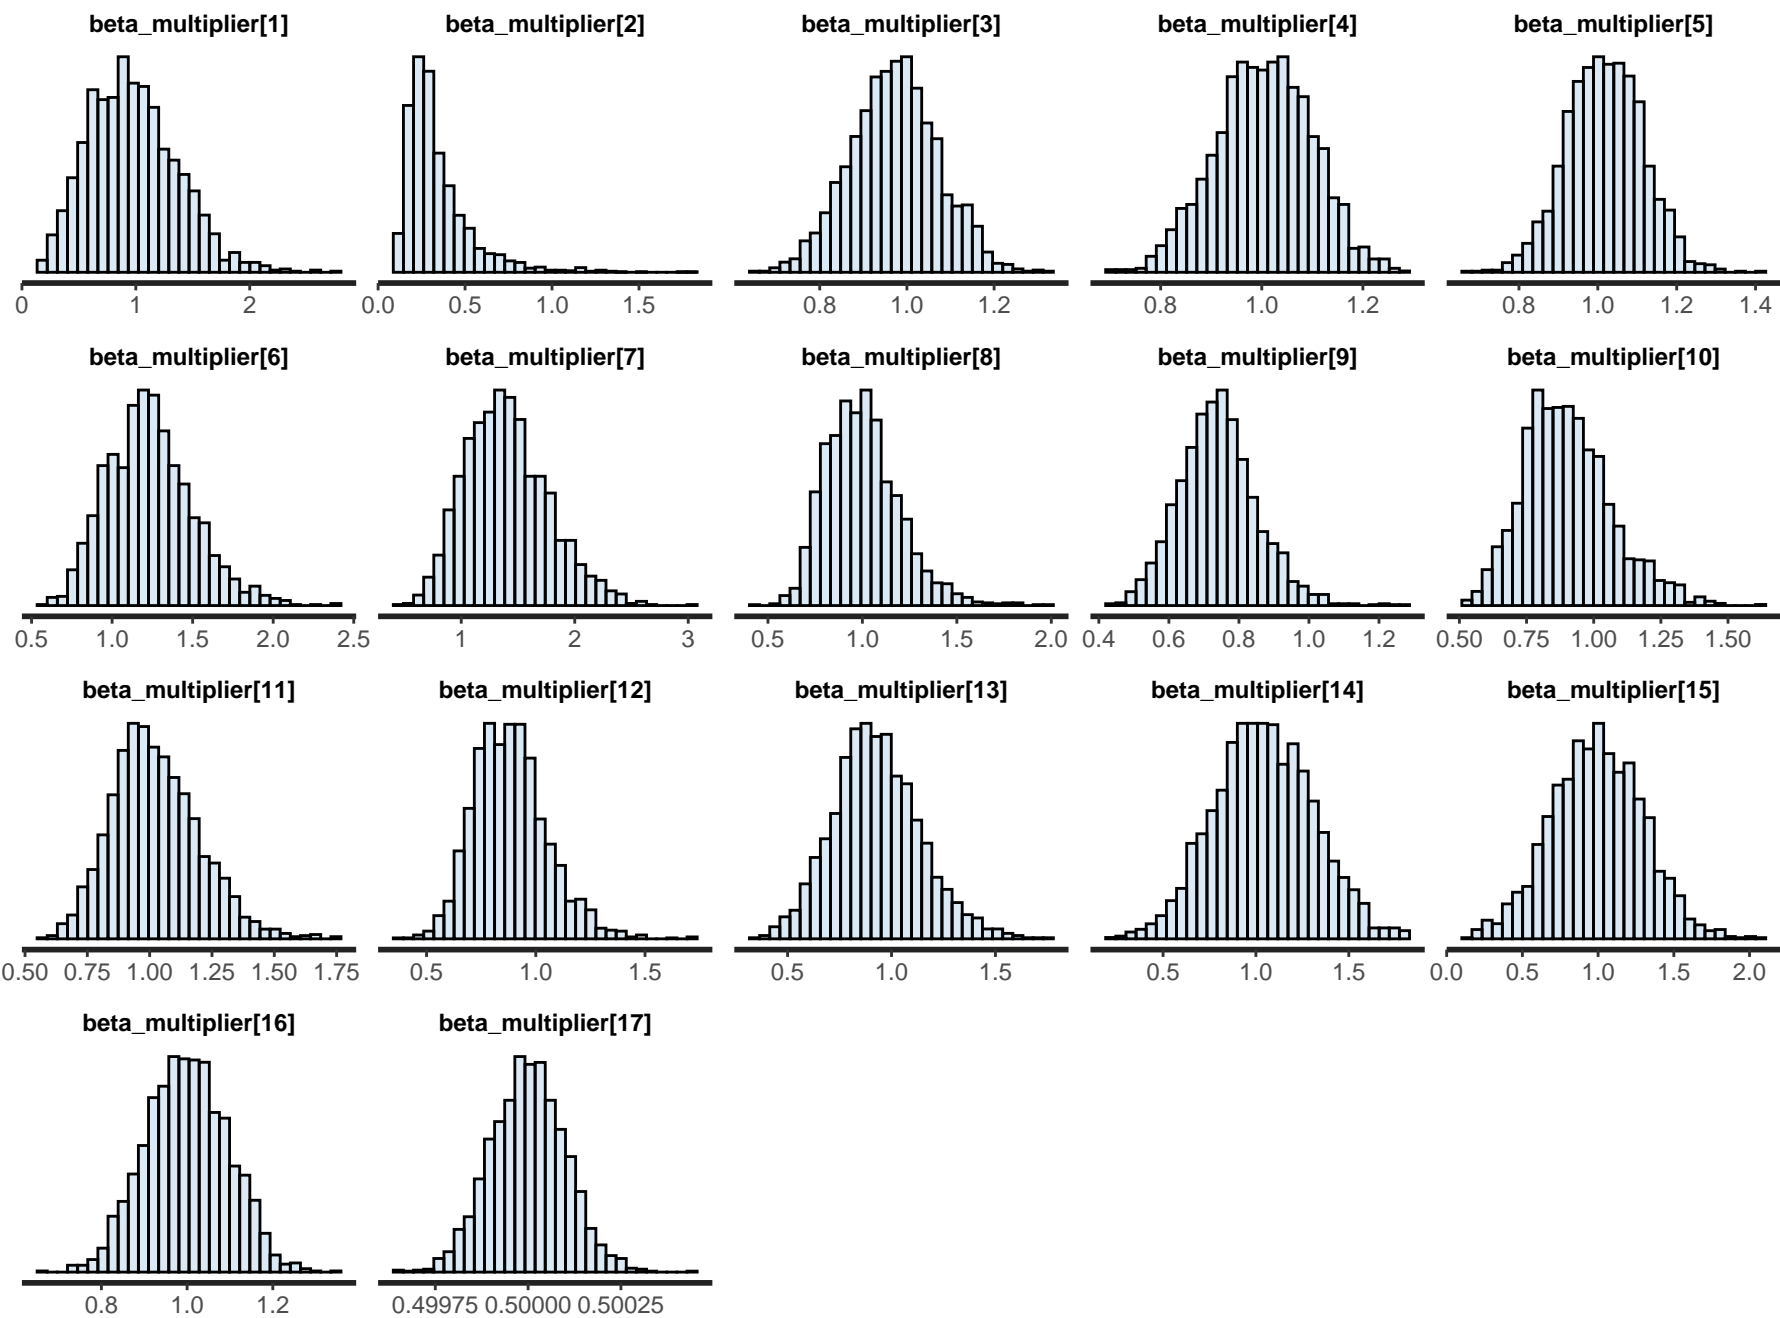 beta_multiplier[1] beta_multiplier[2] beta_multiplier[3] beta_multiplier[4] beta_multiplier[5]
0 1 2 0.0 0.5 1.0 1.5 0.8 1.0 1.2 0.8 1.0 1.2 0.8 1.0 1.2 1.4
beta_multiplier[6] beta_multiplier[7] beta_multiplier[8] beta_multiplier[9] beta_multiplier[10]
0.5 1.0 1.5 2.0 2.5 1 2 3 0.5 1.0 1.5 2.0 0.4 0.6 0.8 1.0 1.2 0.50 0.75 1.00 1.25 1.50
beta_multiplier[11] beta_multiplier[12] beta_multiplier[13] beta_multiplier[14] beta_multiplier[15]
0.50 0.75 1.00 1.25 1.50 1.75 0.5 1.0 1.5 0.5 1.0 1.5 0.5 1.0 1.5 0.0 0.5 1.0 1.5 2.0
beta_multiplier[16] beta_multiplier[17]
0.8 1.0 1.2 0.49975 0.50000 0.50025